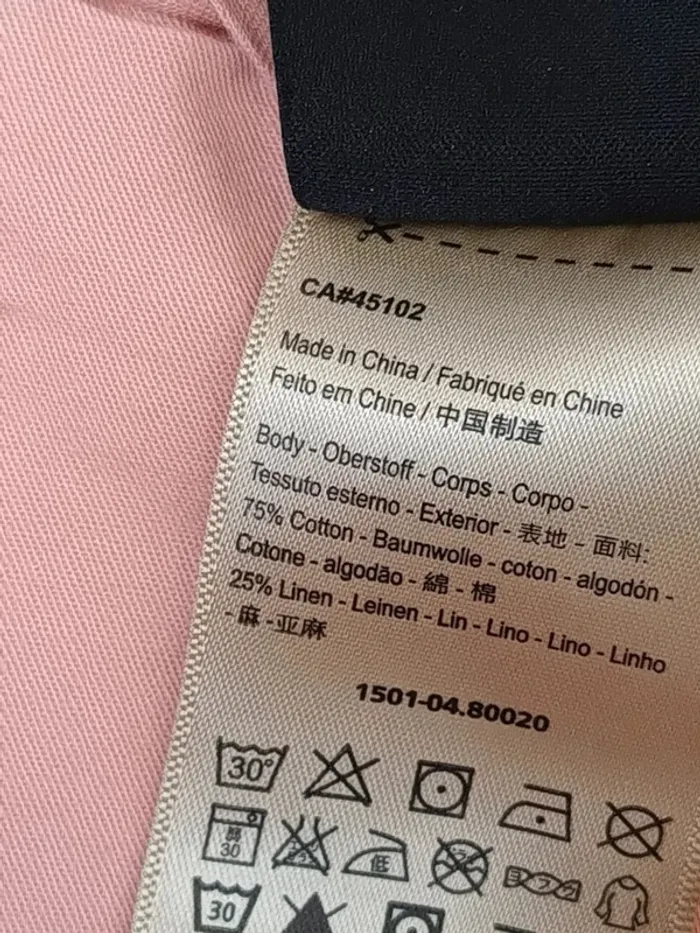 CA#45102
Made in China / Fabriqué en Chine
Feito em Chine / 中国制造
Body - Oberstoff - Corps - Corpo -
Tessuto esterno - Exterior - 表地 - 面料:
75% Cotton - Baumwolle - coton - algodón -
Cotone - algodão - 綿 - 棉
25% Linen - Leinen - Lin - Lino - Lino - Linho
- 麻 - 亚麻
1501-04.80020
30°
30 低
30